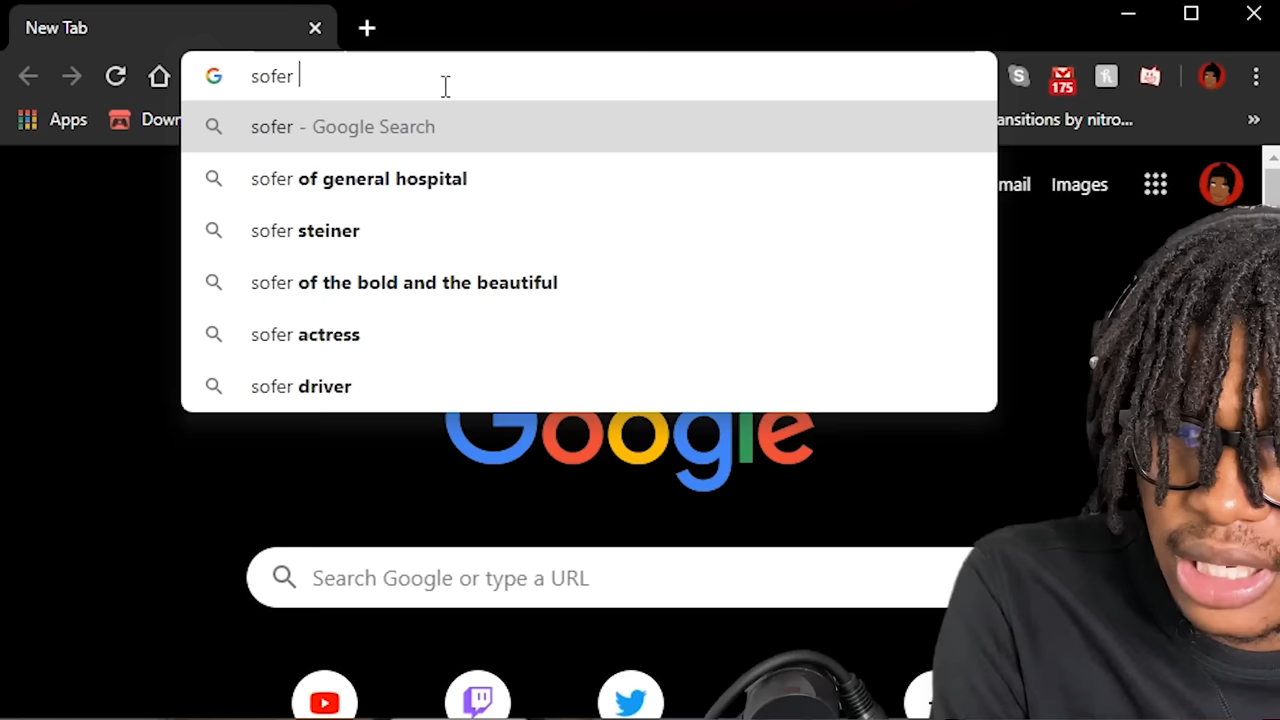 New Tab
sofer
175
Apps
Down
ansitions by nitro...
sofer - Google Search
sofer of general hospital
mail
Images
sofer steiner
sofer of the bold and the beautiful
sofer actress
sofer driver
Google
Search Google or type a URL